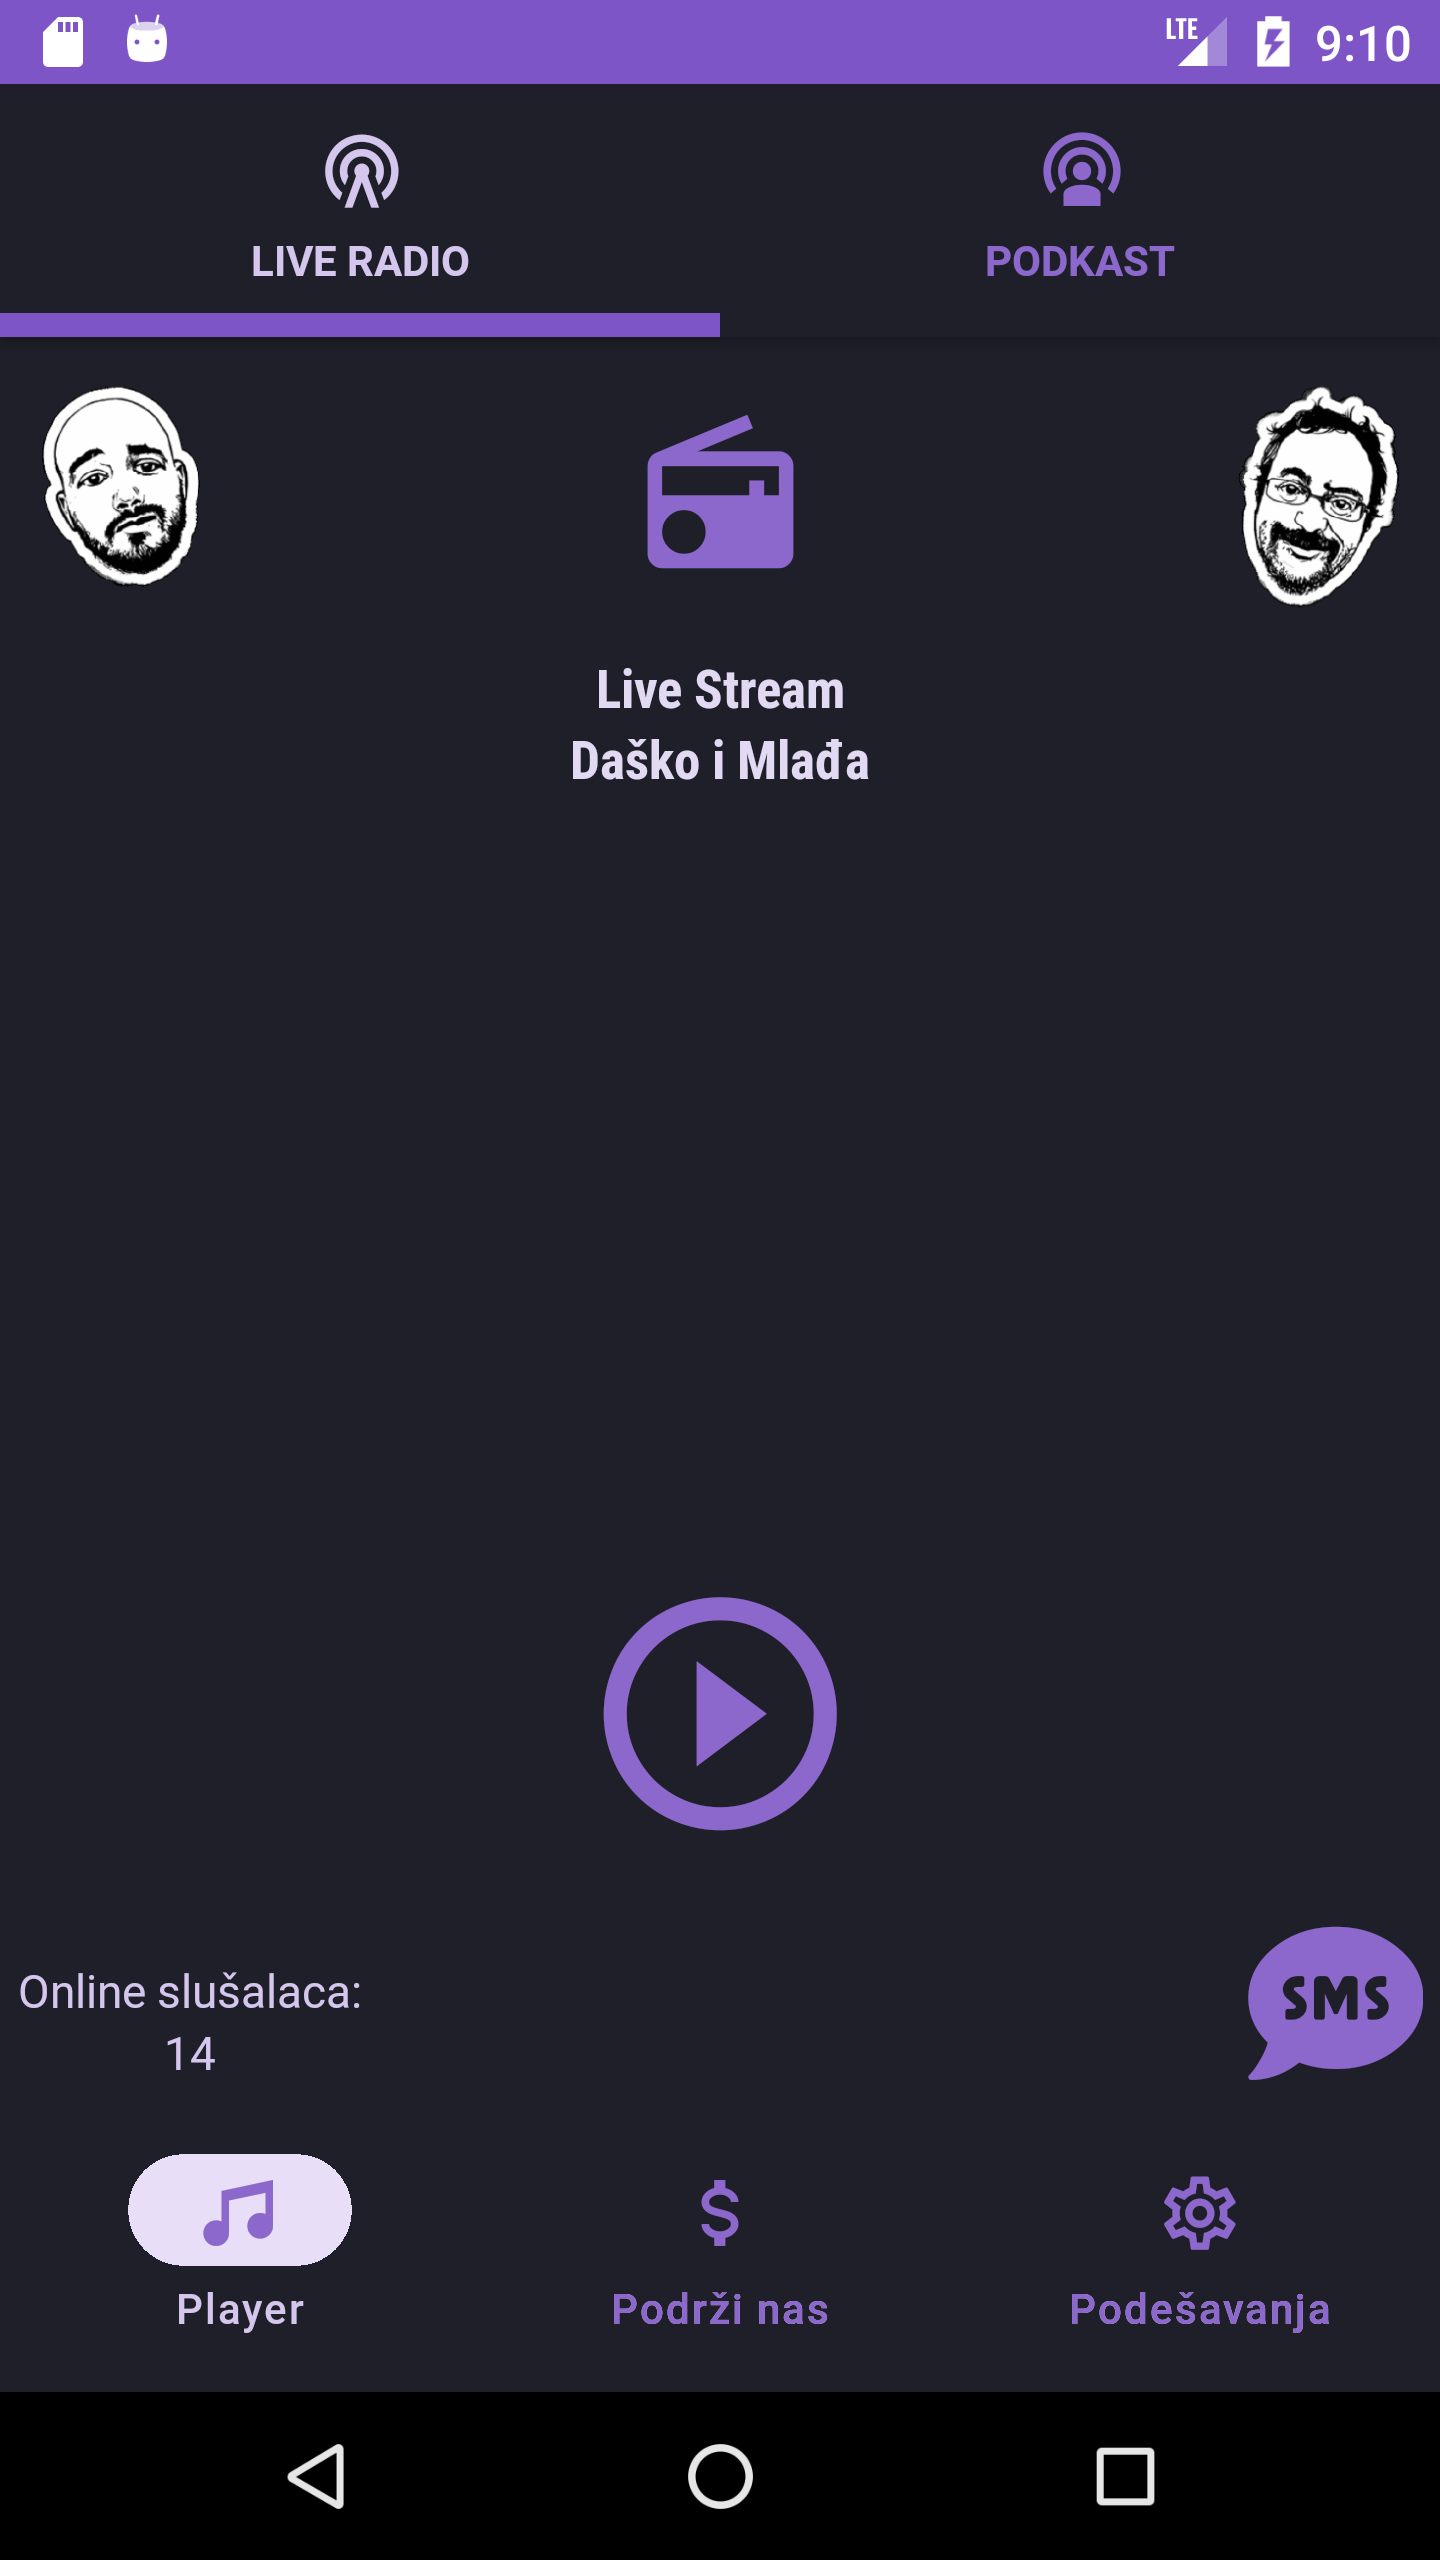 LTE 9:10
LIVE RADIO
PODKAST
Live Stream
Daško i Mlađa
Online slušalaca:
14
SMS
Player
Podrži nas
Podešavanja